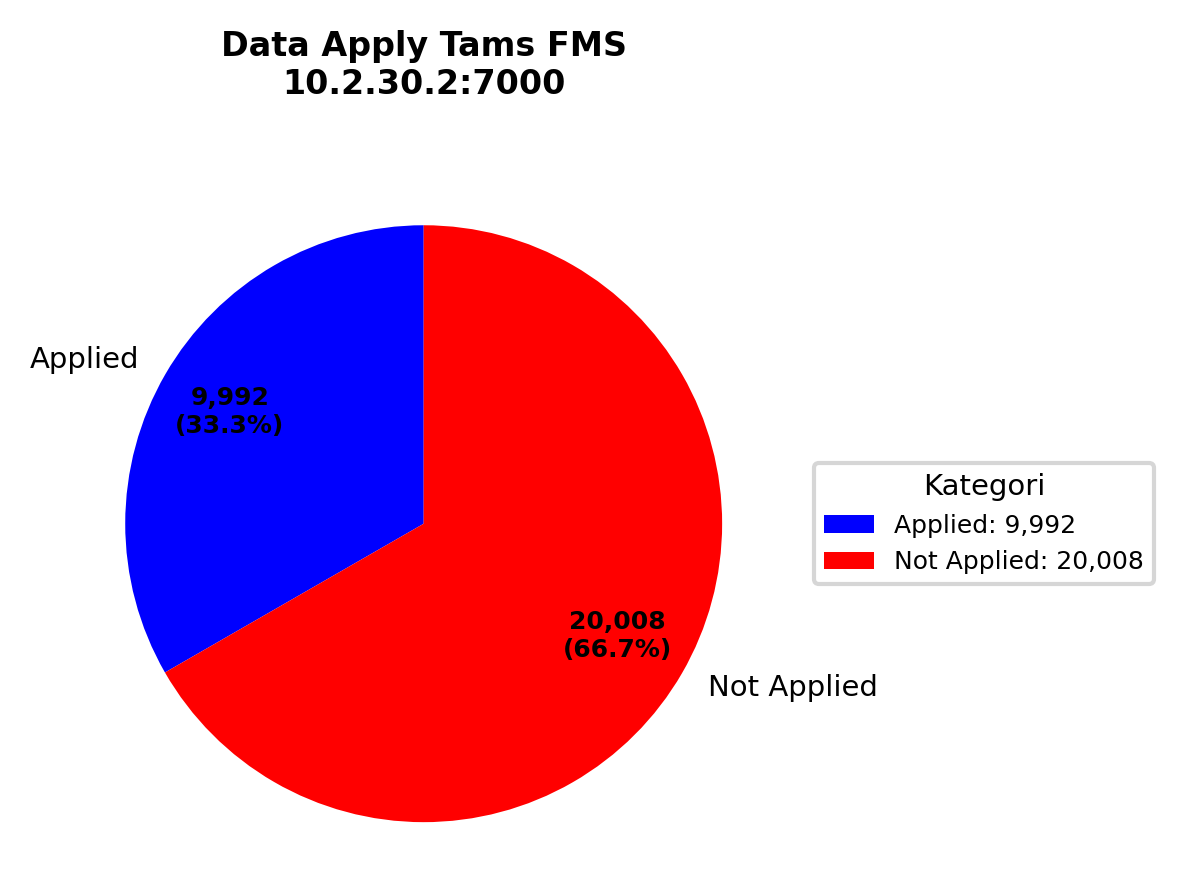 Data Apply Tams FMS
10.2.30.2:7000
Applied
9,992
(33.3%)
Kategori
Applied: 9,992
Not Applied: 20,008
20,008
(66.7%)
Not Applied